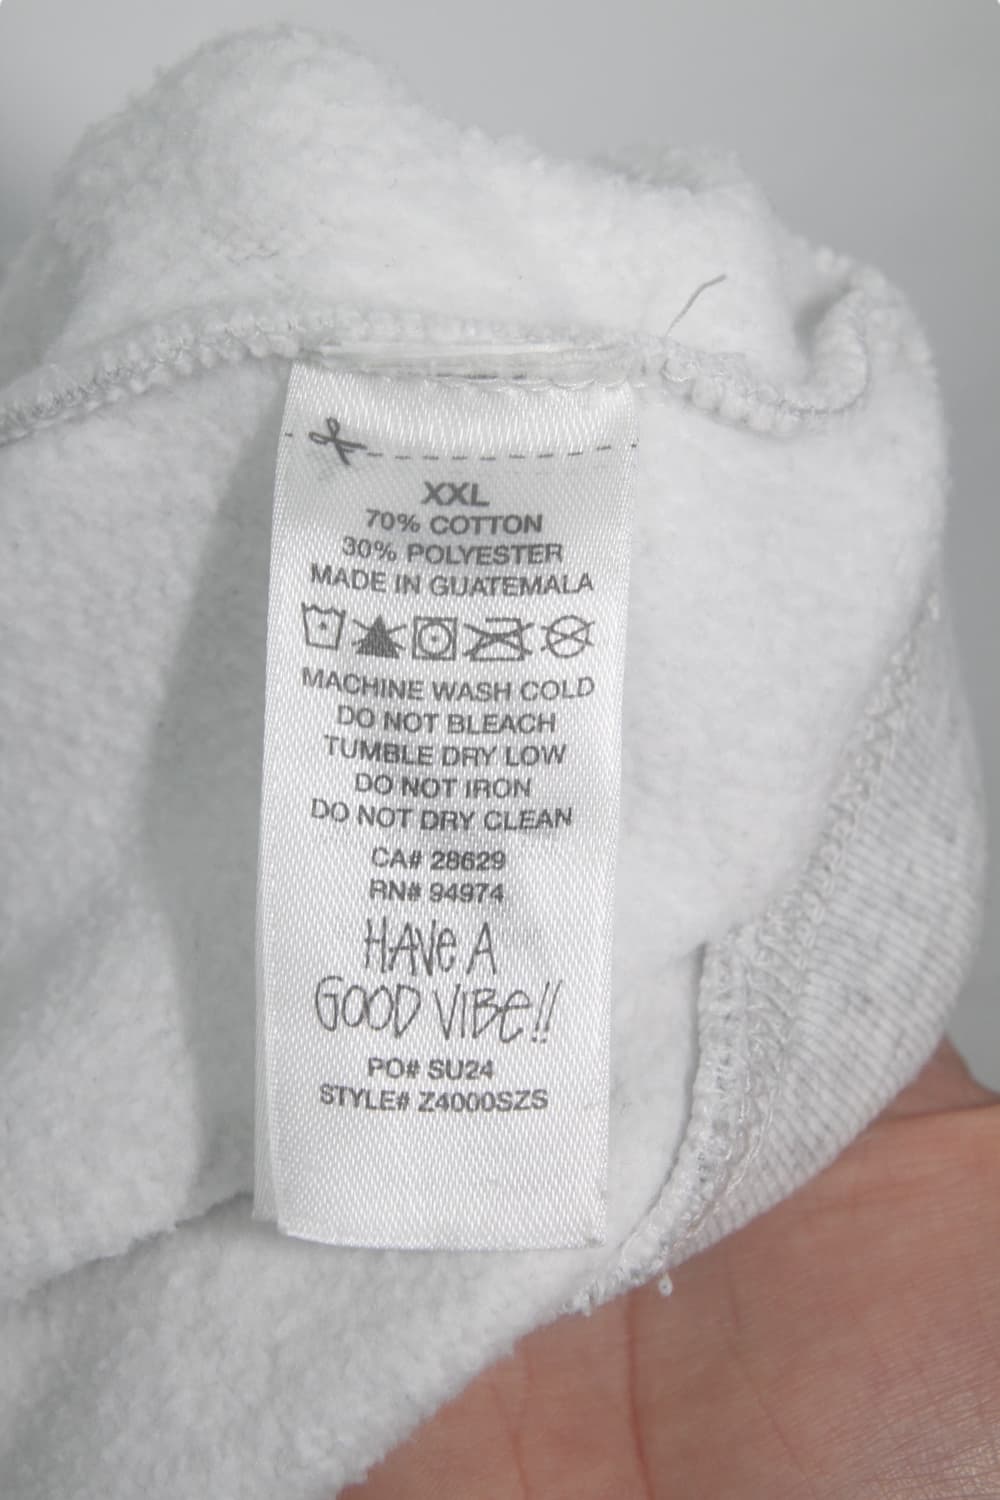 XXL
70% COTTON
30% POLYESTER
MADE IN GUATEMALA
MACHINE WASH COLD
DO NOT BLEACH
TUMBLE DRY LOW
DO NOT IRON
DO NOT DRY CLEAN
CA# 28629
RN# 94974
HAVe A
GOOD VIBe!!
PO# SU24
STYLE# Z4000SZS